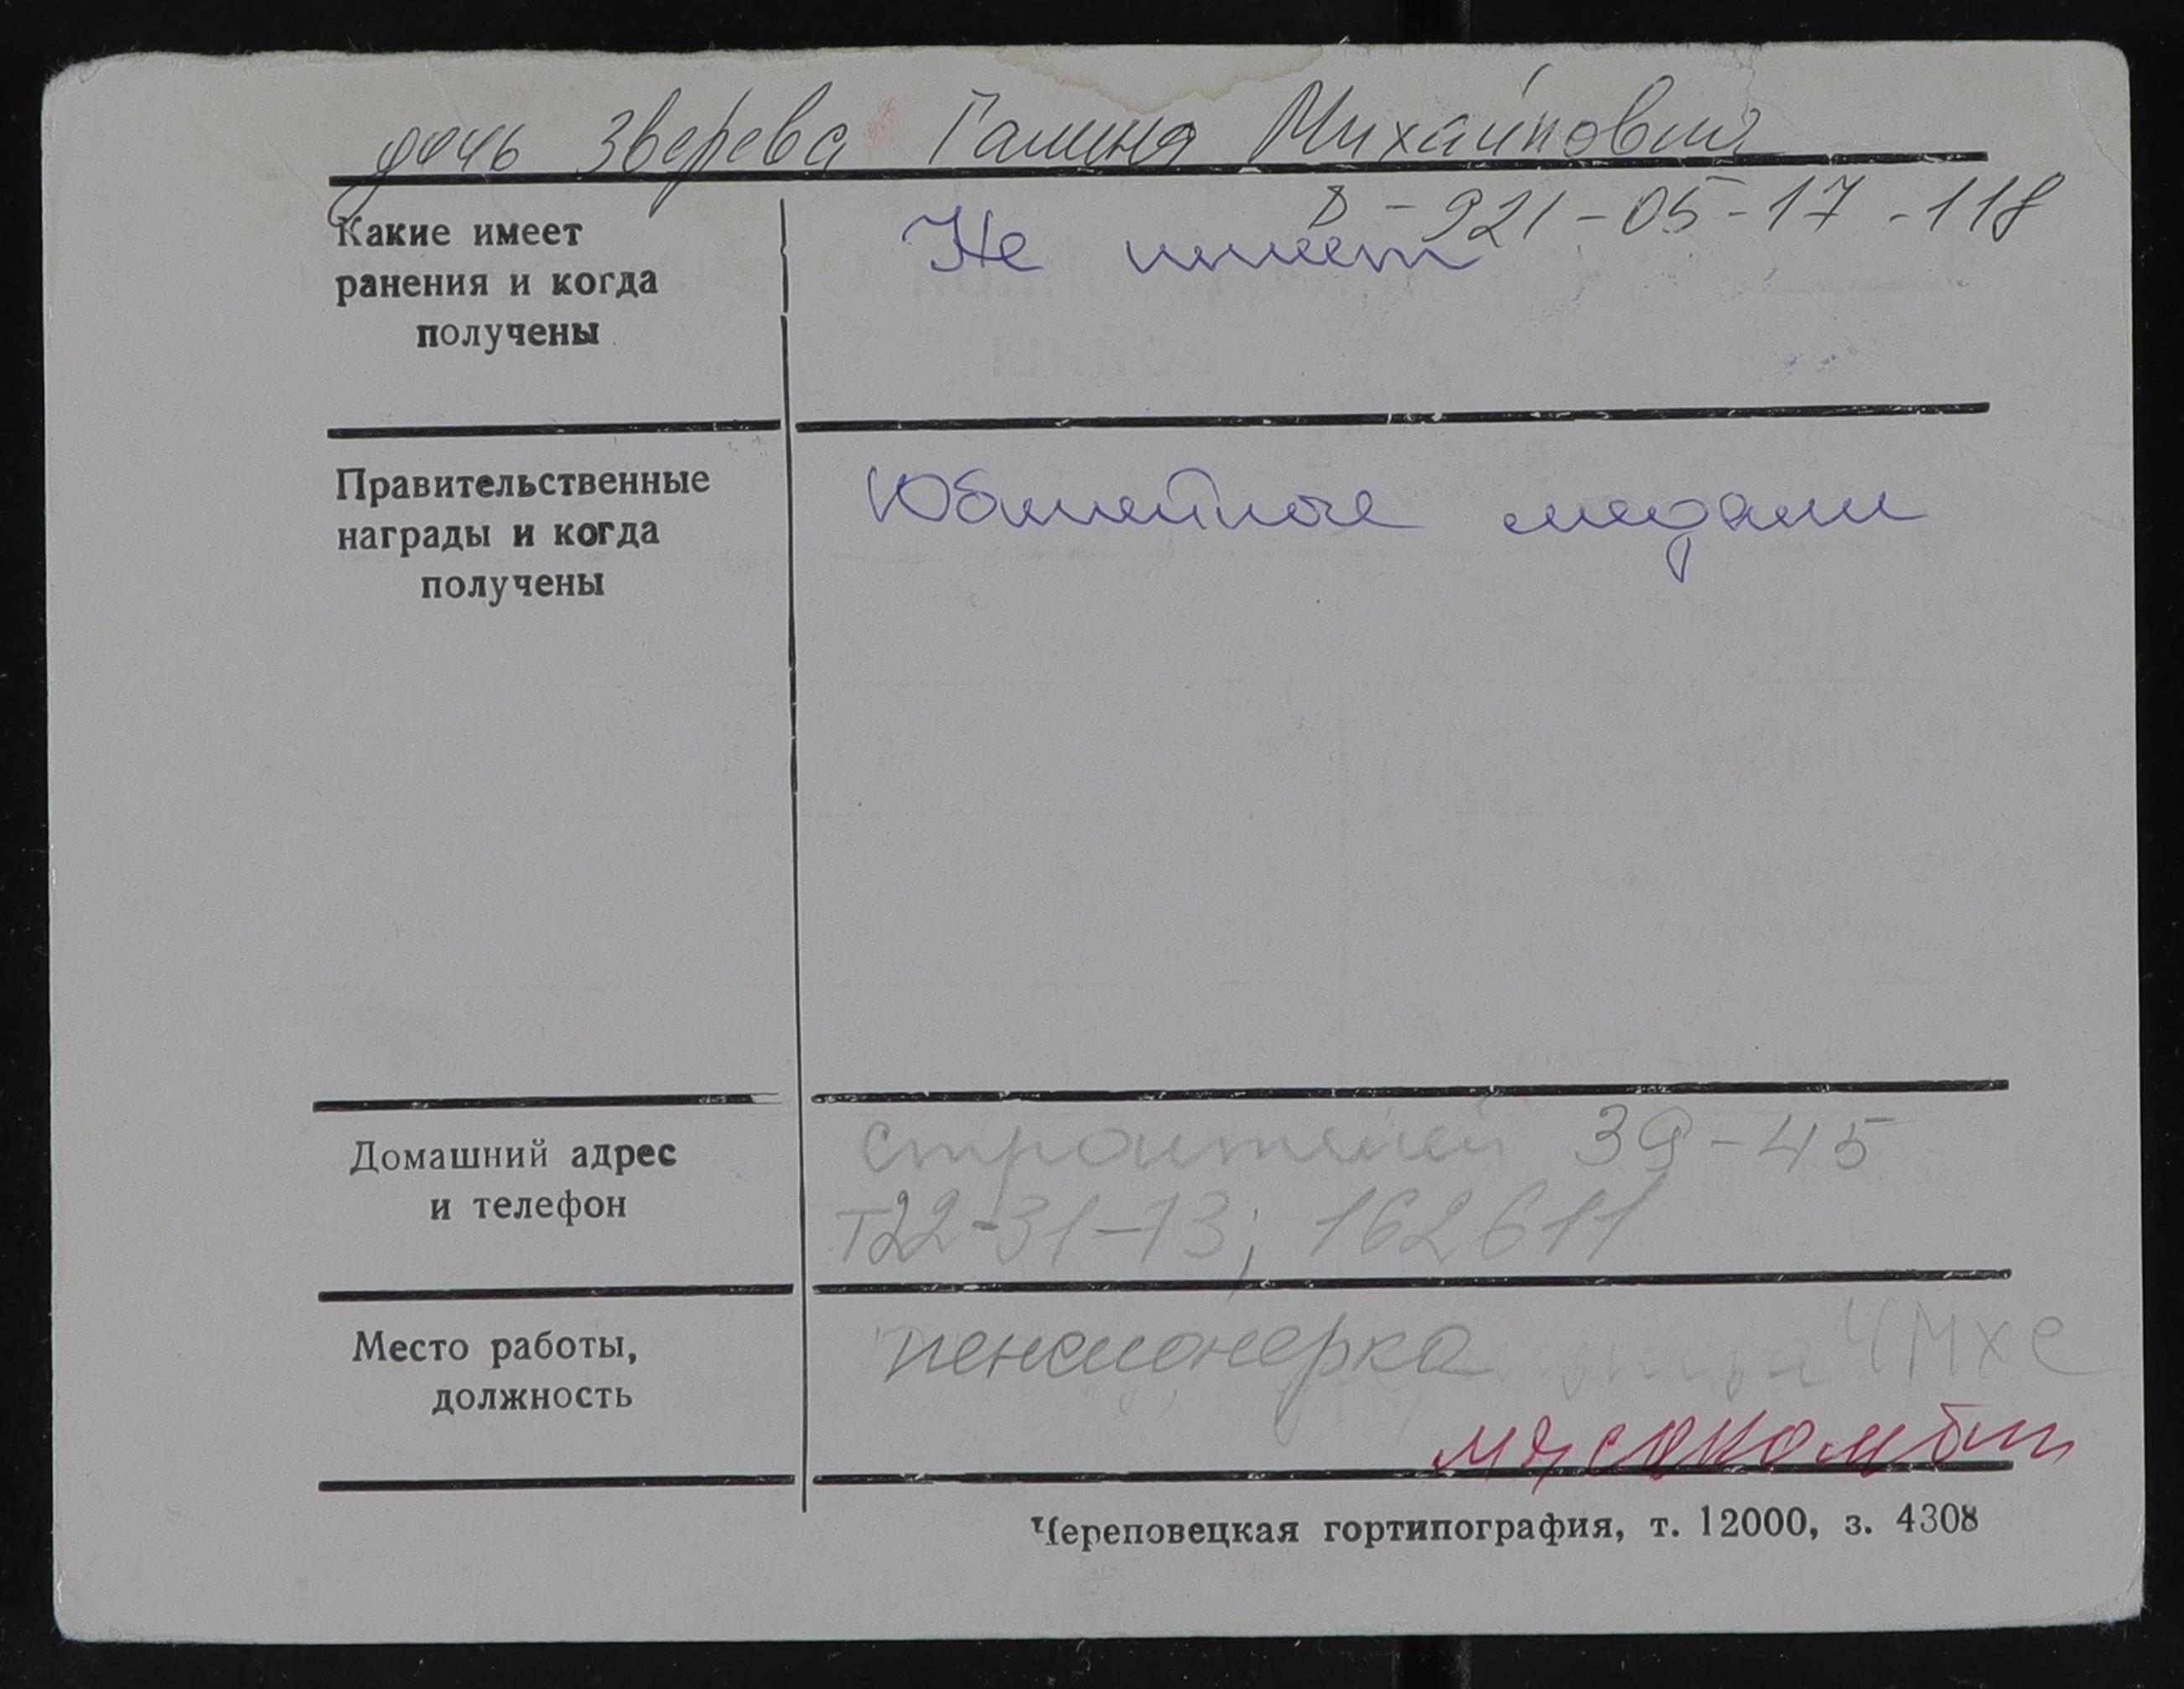 дочь Зверева Галина Михайловна
8-921-05-17-118
Какие имеет
ранения и когда
получены
Не имеет
Правительственные
награды и когда
получены
Юбилейные медали
Домашний адрес
и телефон
строителей 39-45
т22-31-13; 162611
Место работы,
должность
пенсионерка ЧМХС
мясокомбин
Череповецкая гортипография, т. 12000, з. 4308